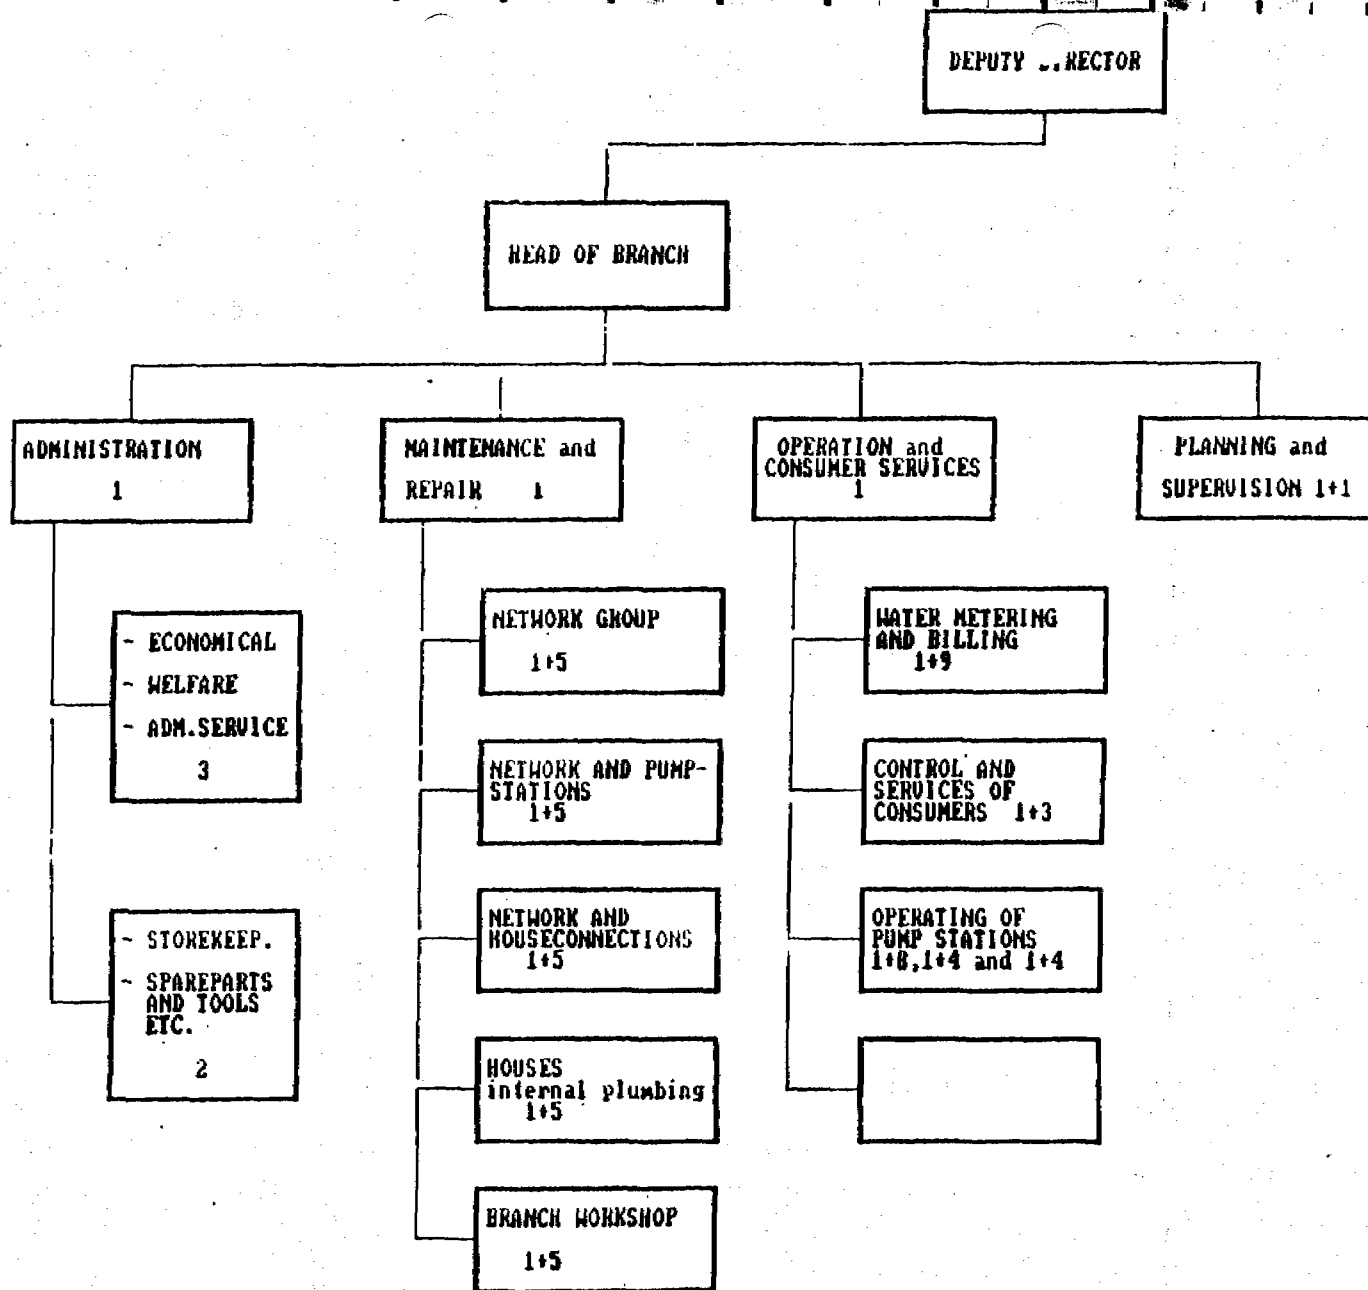 DEPUTY
HEAD OF BRANCH
ADMINISTRATION
1
MAINTENANCE and
REPAIR 1
OPERATION and
CONSUMER SERVICES
1
PLANNING and
SUPERVISION 1+1
- ECONOMICAL
- WELFARE
- ADM.SERVICE
3
- STOREKEEP.
- SPAREPARTS
AND TOOLS
ETC.
2
NETWORK GROUP
1+5
NETWORK AND PUMP-
STATIONS
1+5
NETWORK AND
HOUSECONNECTIONS
1+5
HOUSES
internal plumbing
1+5
BRANCH WORKSHOP
1+5
WATER METERING
AND BILLING
1+9
CONTROL AND
SERVICES OF
CONSUMERS 1+3
OPERATING OF
PUMP STATIONS
1+8,1+4 and 1+4